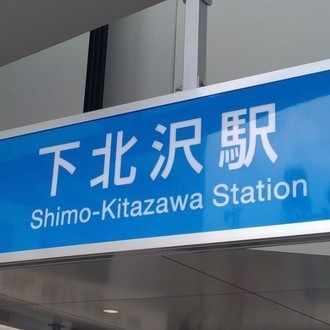 下北沢駅
Shimo-Kitazawa Station